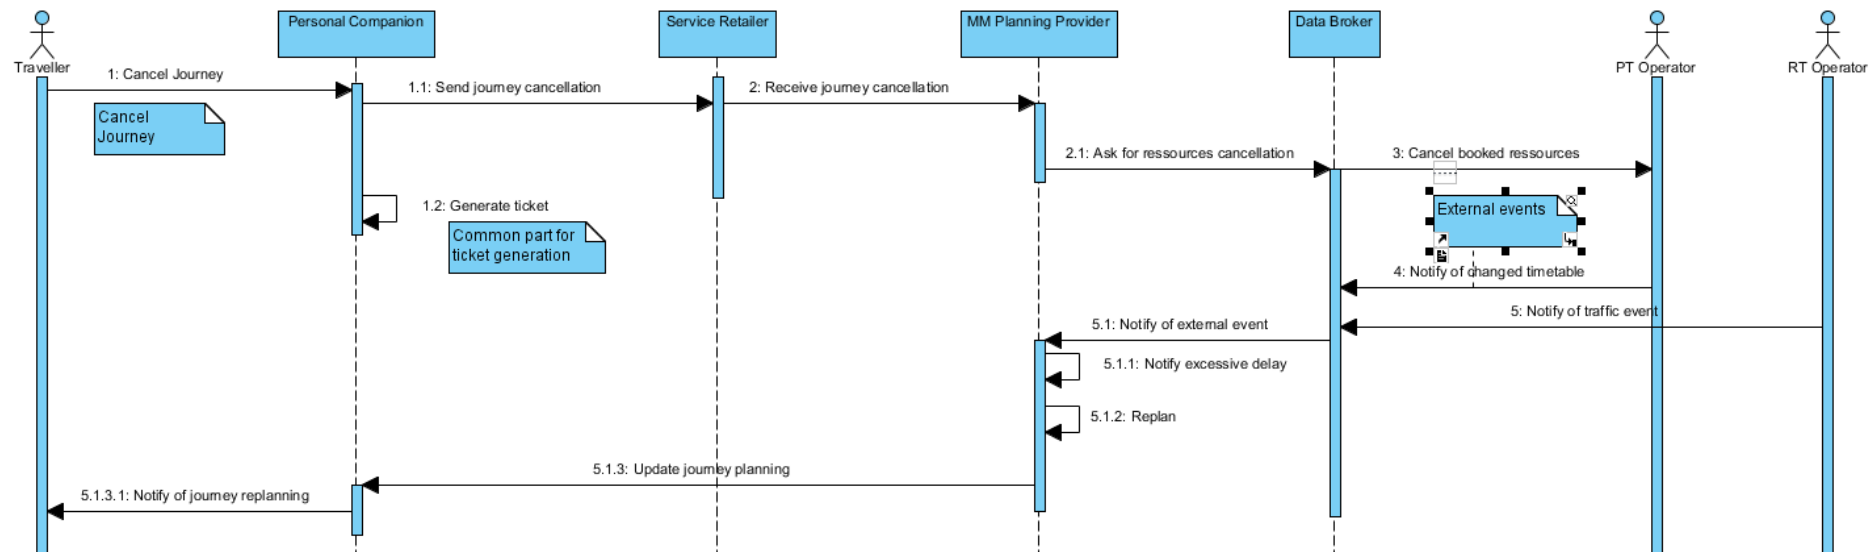 Personal Companion
Service Retailer
MM Planning Provider
Data Broker
Traveller
PT Operator
RT Operator
1: Cancel Journey
1.1: Send journey cancellation
2: Receive journey cancellation
Cancel
Journey
2.1: Ask for ressources cancellation
3: Cancel booked ressources
1.2: Generate ticket
External events
Common part for
ticket generation
4: Notify of changed timetable
5: Notify of traffic event
5.1: Notify of external event
5.1.1: Notify excessive delay
5.1.2: Replan
5.1.3: Update journey planning
5.1.3.1: Notify of journey replanning